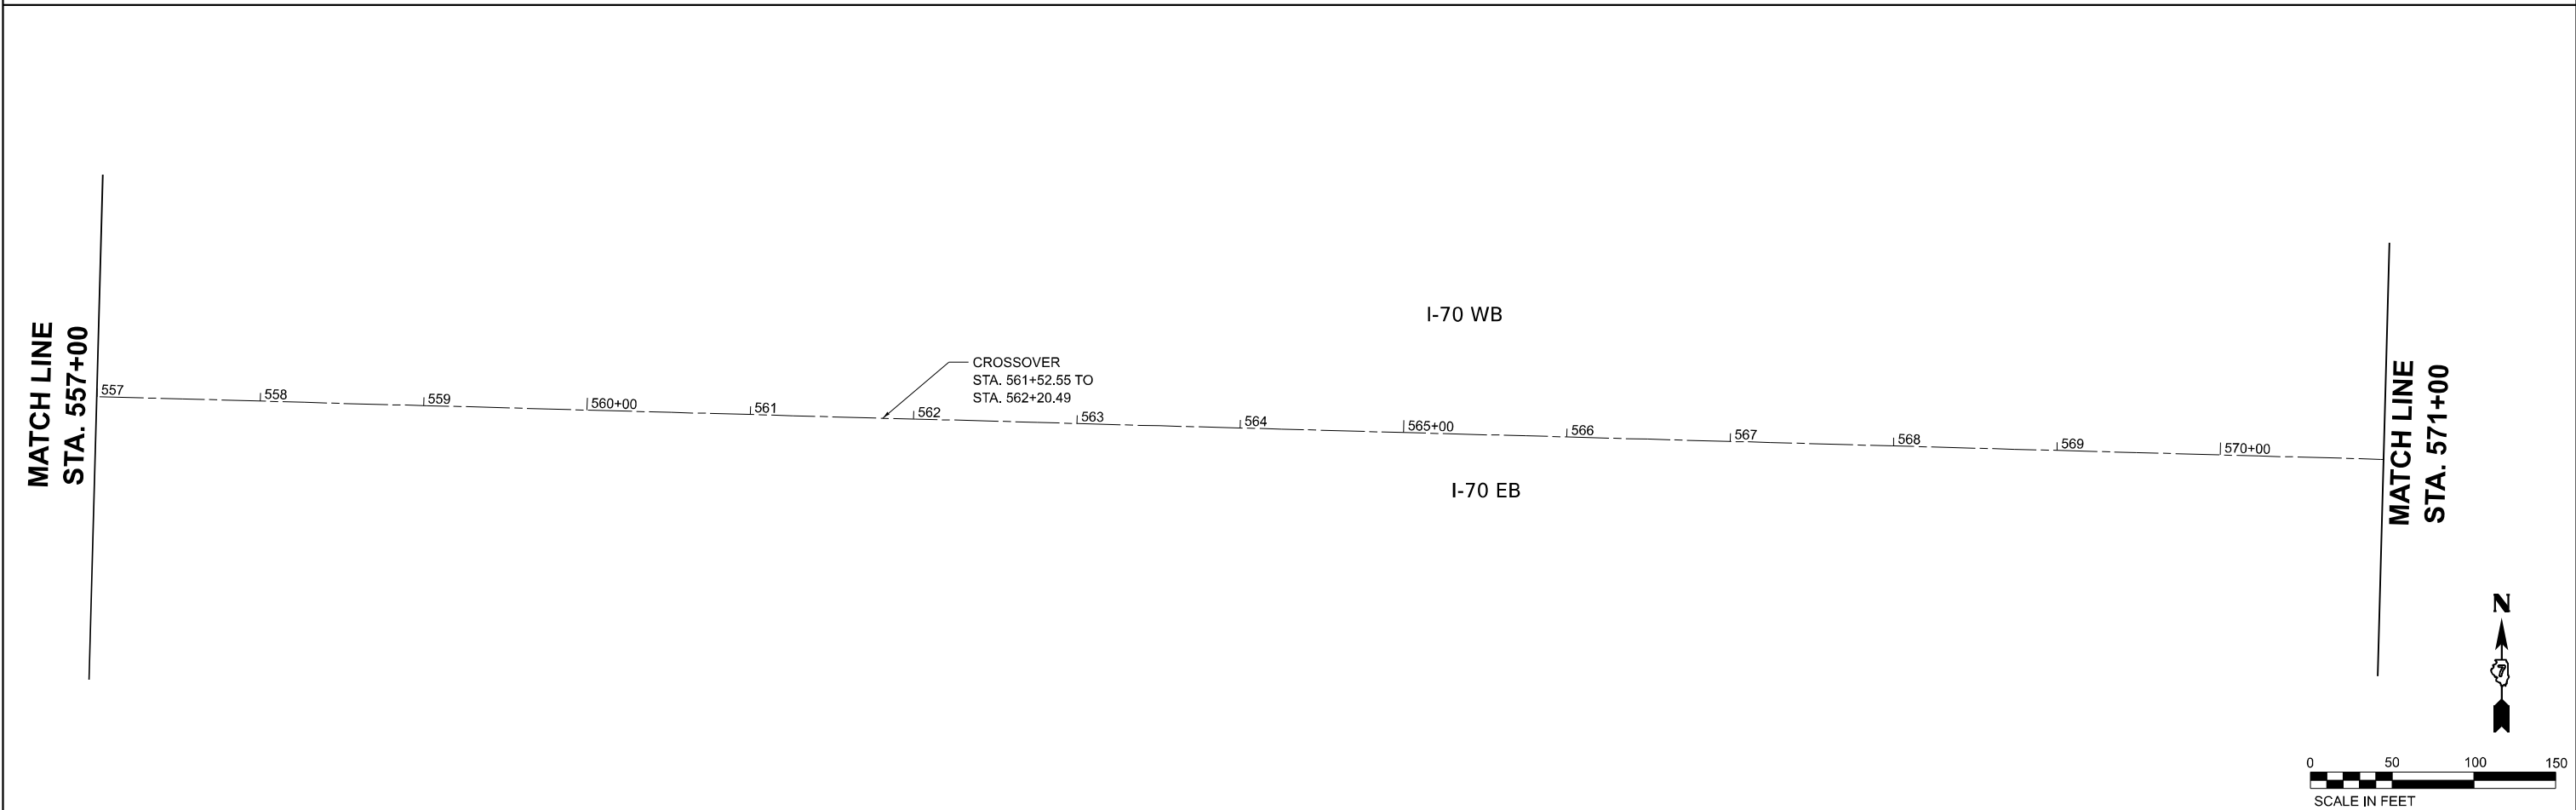 MATCH LINE
STA. 557+00
557
558
559
560+00
561
CROSSOVER
STA. 561+52.55 TO
STA. 562+20.49
562
563
564
565+00
566
567
568
569
570+00
I-70 WB
I-70 EB
MATCH LINE
STA. 571+00
N
7
0 50 100 150
SCALE IN FEET